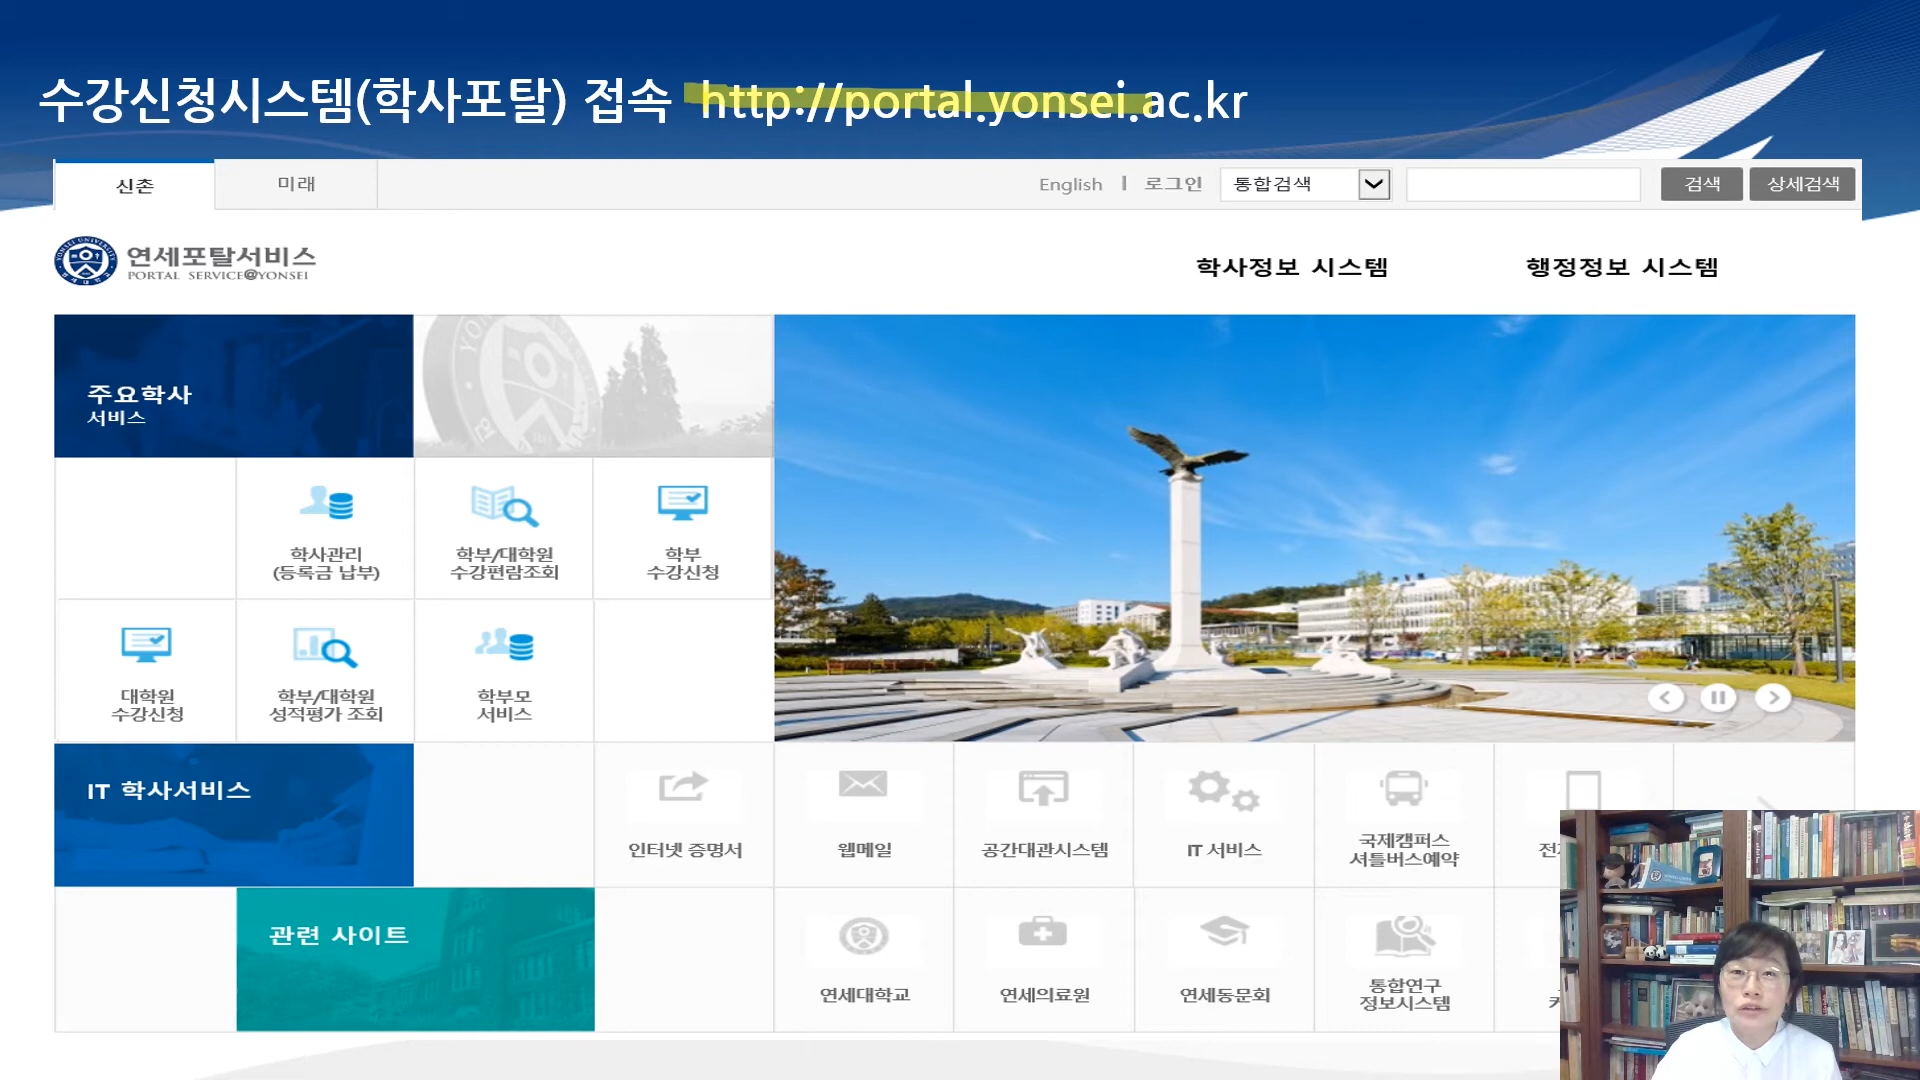 수강신청시스템(학사포탈) 접속 http://portal.yonsei.ac.kr
신촌
미래
English
로그인
통합검색
검색
상세검색
연세포탈서비스
PORTAL SERVICE@YONSEI
학사정보 시스템
행정정보 시스템
주요학사
서비스
학사관리
(등록금 납부)
학부/대학원
수강편람조회
학부
수강신청
대학원
수강신청
학부/대학원
성적평가 조회
학부모
서비스
IT 학사서비스
인터넷 증명서
웹메일
공간대관시스템
IT 서비스
국제캠퍼스
셔틀버스예약
관련 사이트
연세대학교
연세의료원
연세동문회
통합연구
정보시스템